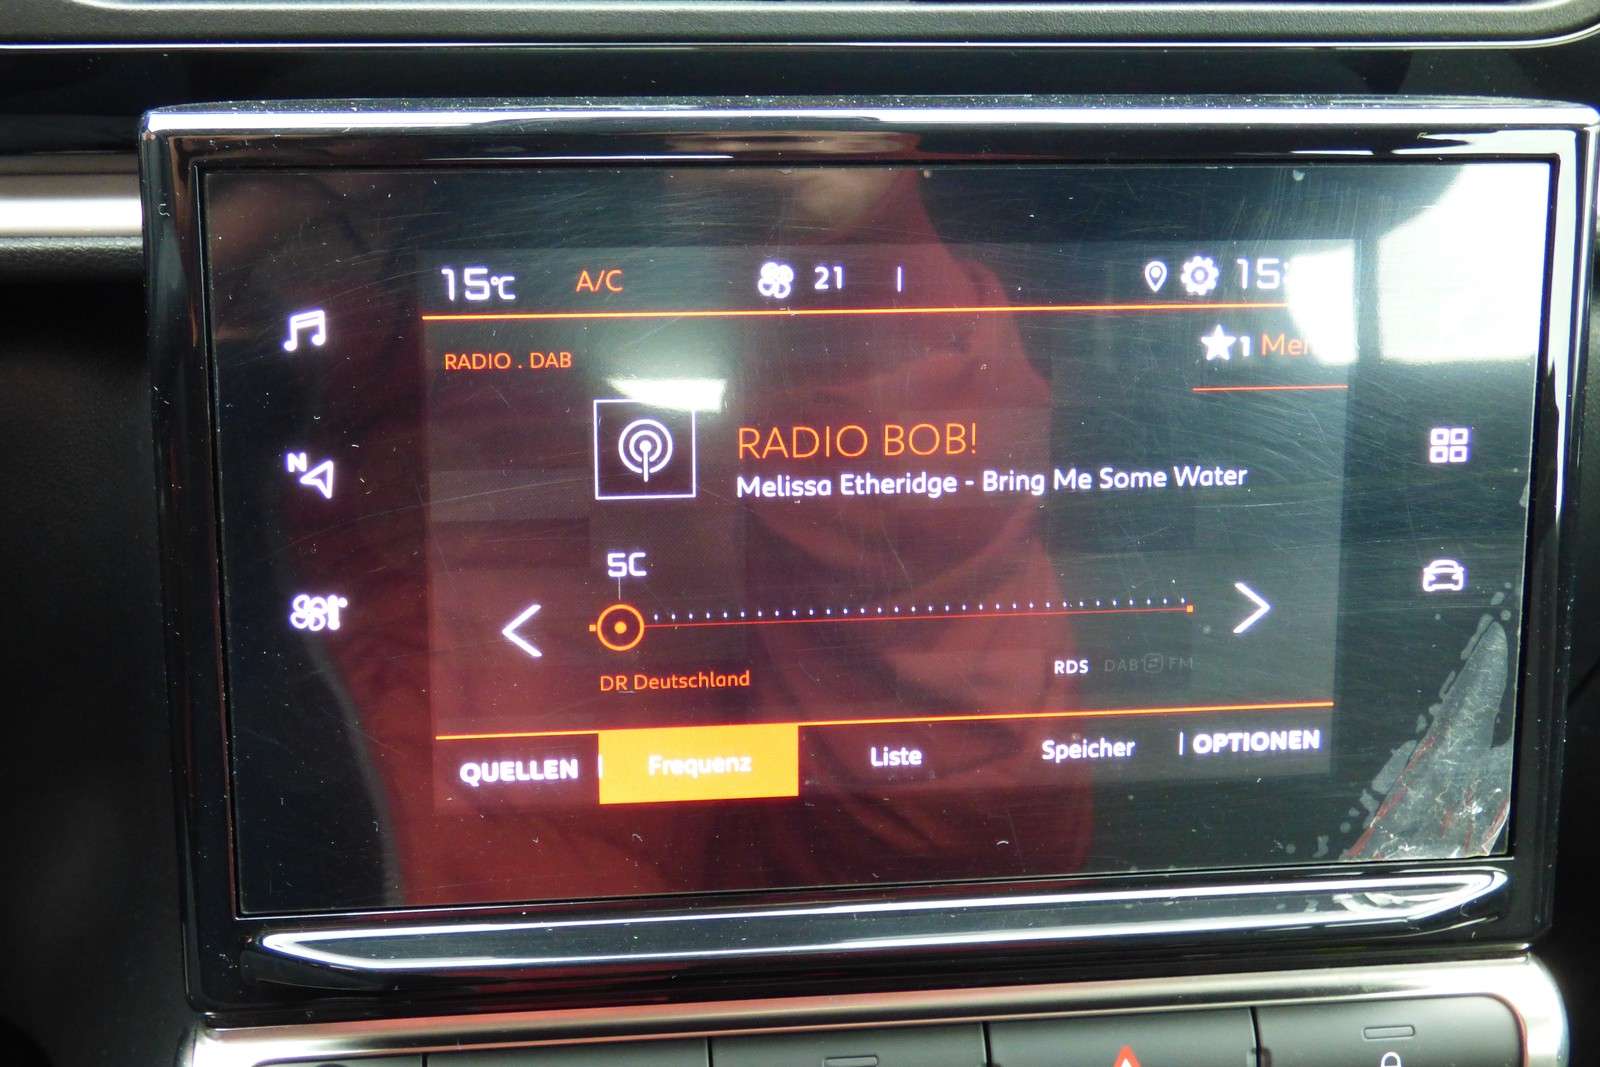 15°C A/C 21
RADIO . DAB
1
RADIO BOB!
Melissa Etheridge - Bring Me Some Water
N
5C
DR Deutschland
RDS DAB FM
QUELLEN Frequenz Liste Speicher OPTIONEN